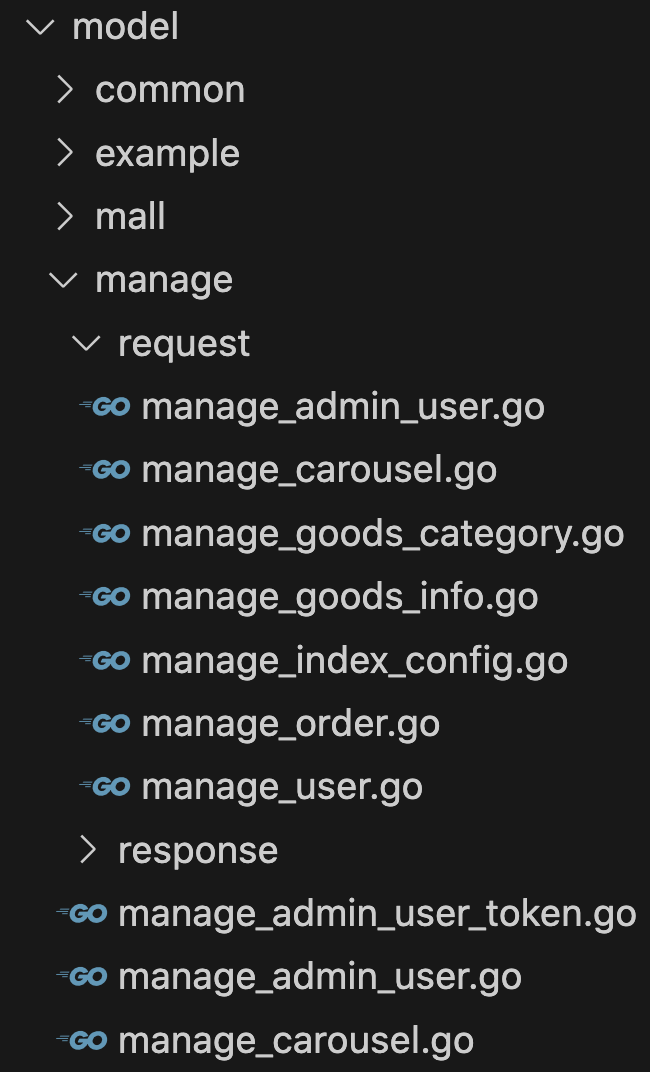 model
common
example
mall
manage
request
GO manage_admin_user.go
GO manage_carousel.go
GO manage_goods_category.go
GO manage_goods_info.go
GO manage_index_config.go
GO manage_order.go
GO manage_user.go
response
GO manage_admin_user_token.go
GO manage_admin_user.go
GO manage_carousel.go